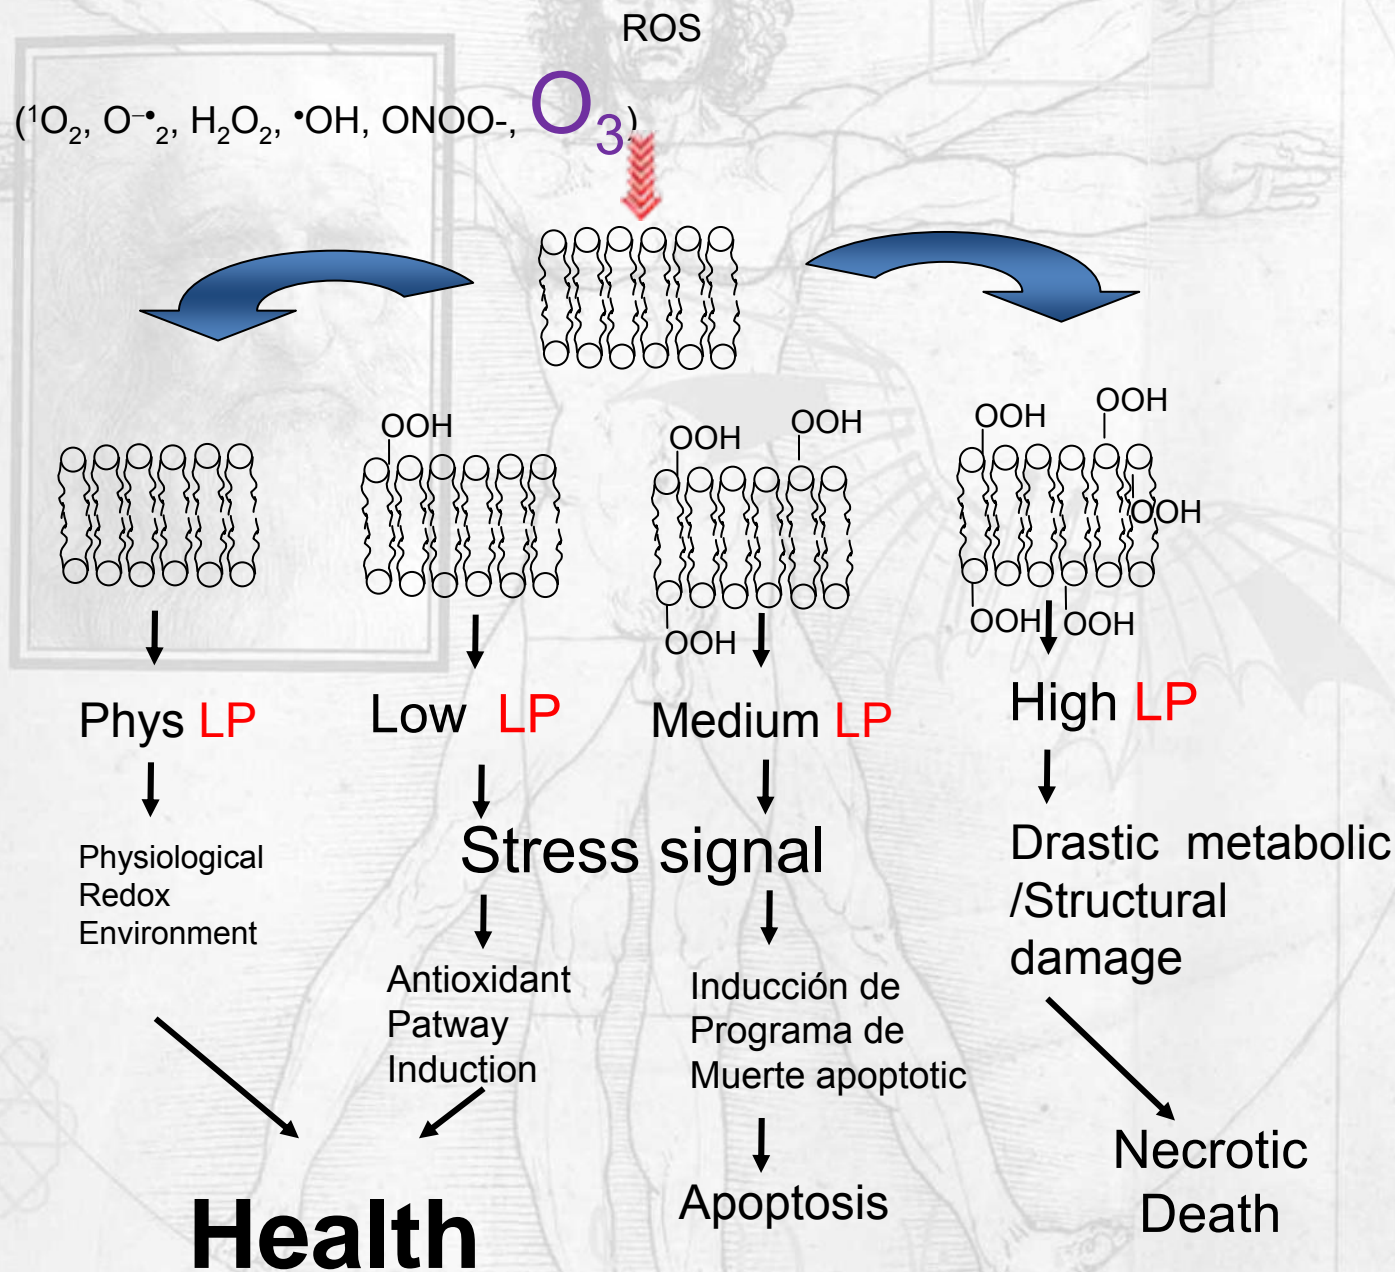 ROS
(¹O₂, O⁻•₂, H₂O₂, •OH, ONOO-, O₃)
OOH
OOH
OOH
OOH
OOH
OOH
OOH
OOH
OOH
Phys LP
Low LP
Medium LP
High LP
Physiological
Redox
Environment
Stress signal
Drastic metabolic
/Structural
damage
Antioxidant
Patway
Induction
Inducción de
Programa de
Muerte apoptotic
Health
Apoptosis
Necrotic
Death